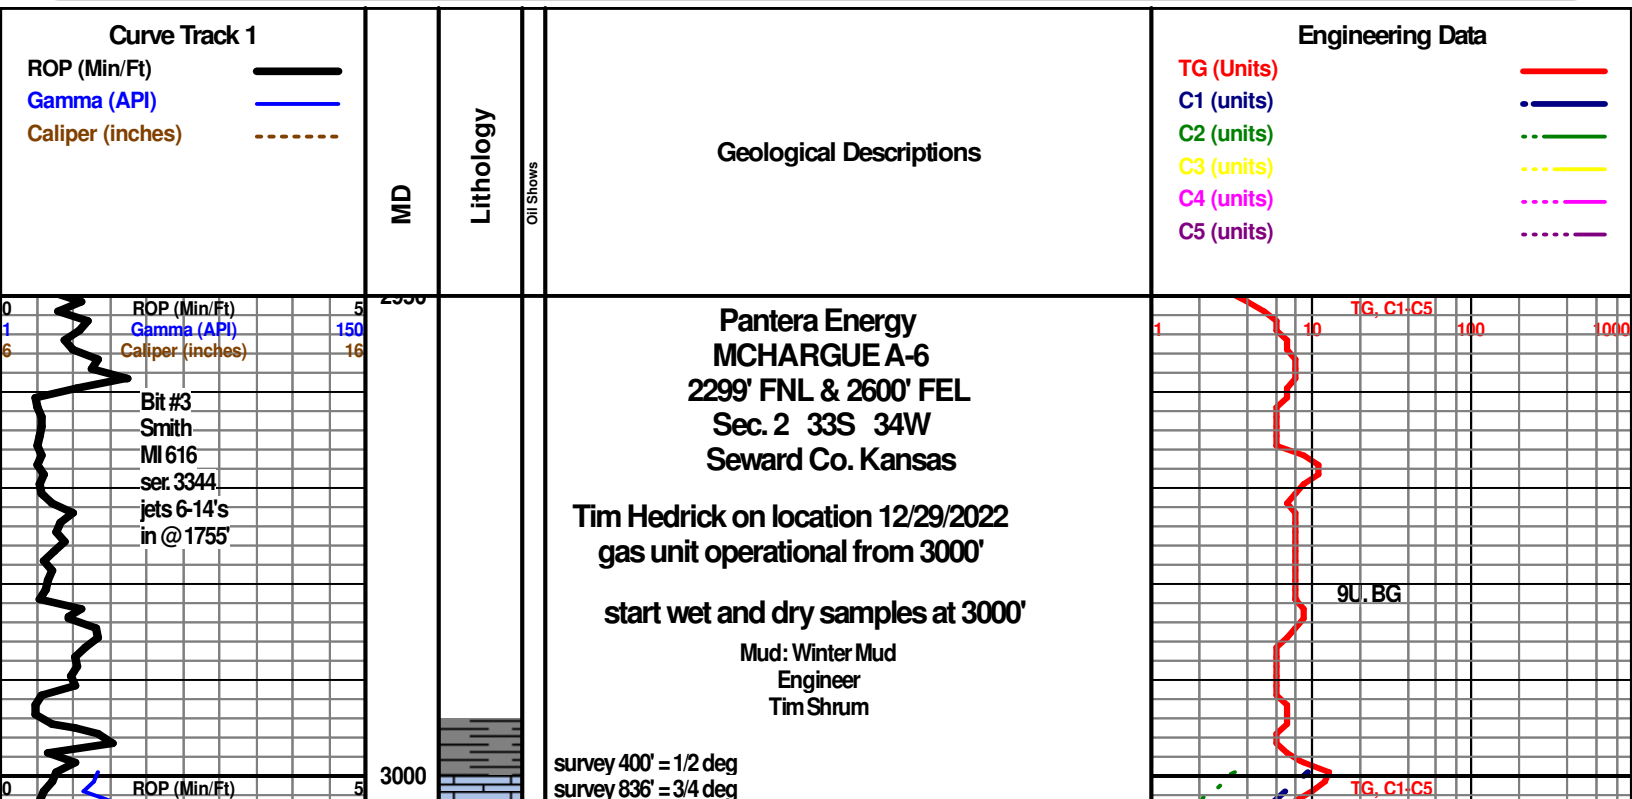 Curve Track 1
ROP (Min/Ft)
Gamma (API)
Caliper (inches)
MD
Lithology
Oil Shows
Geological Descriptions
Engineering Data
TG (Units)
C1 (units)
C2 (units)
C3 (units)
C4 (units)
C5 (units)
0 ROP (Min/Ft) 5
1 Gamma (API) 150
6 Caliper (inches) 16
Bit #3
Smith
MI 616
ser. 3344
jets 6-14's
in @ 1755'
2950
Pantera Energy
MCHARGUE A-6
2299' FNL & 2600' FEL
Sec. 2 33S 34W
Seward Co. Kansas
Tim Hedrick on location 12/29/2022
gas unit operational from 3000'
start wet and dry samples at 3000'
Mud: Winter Mud
Engineer
Tim Shrum
survey 400' = 1/2 deg
survey 836' = 3/4 deg
TG, C1-C5
1 10 100 1000
9U. BG
3000
0 ROP (Min/Ft) 5
TG, C1-C5